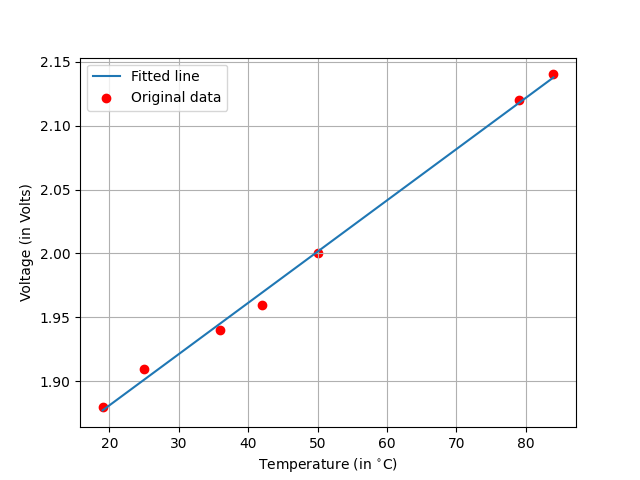 2.15
Fitted line
Original data
2.10
2.05
2.00
1.95
1.90
Voltage (in Volts)
20 30 40 50 60 70 80
Temperature (in °C)